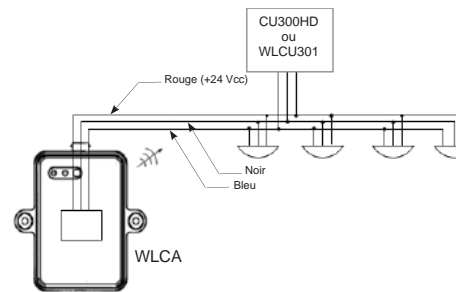 CU300HD
ou
WLCU301
Rouge (+24 Vcc)
Noir
Bleu
WLCA